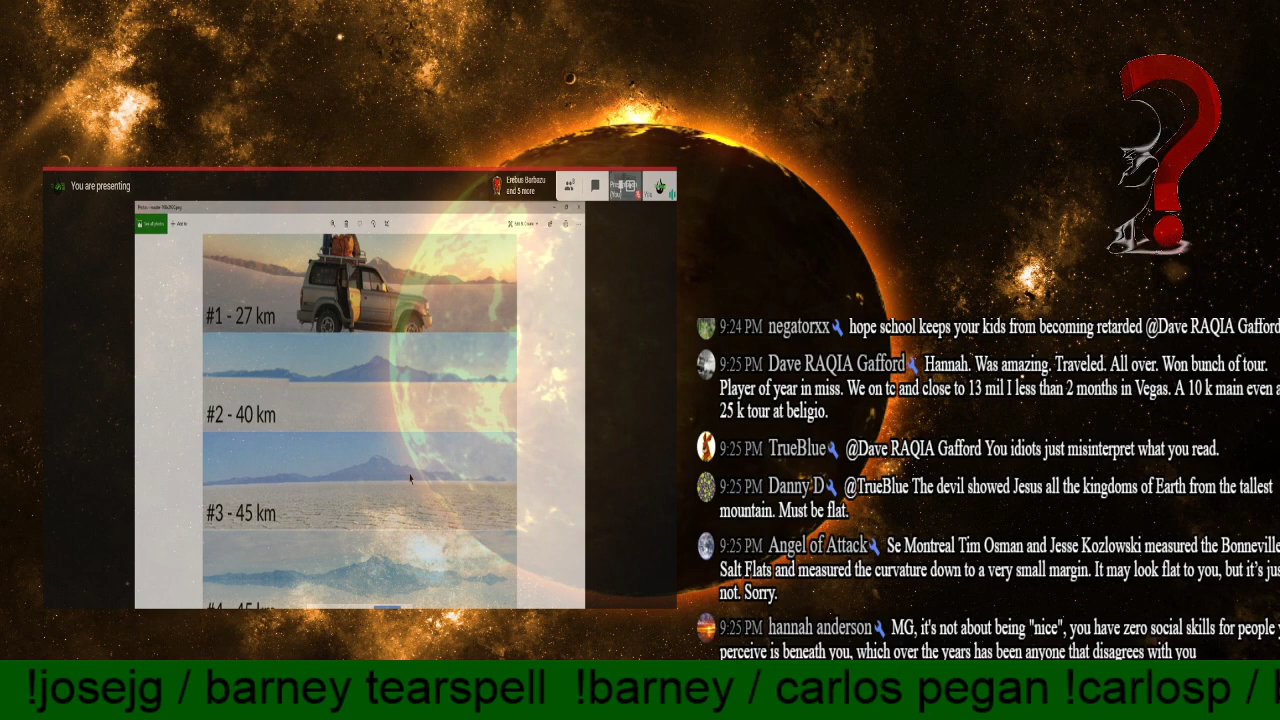 You are presenting
Erebus Barbazu
and 5 more
You
Add to
Edit & Create
#1 - 27 km
#2 - 40 km
#3 - 45 km
9:24 PM negatorxx hope school keeps your kids from becoming retarded @Dave RAQIA Gafford
9:25 PM Dave RAQIA Gafford Hannah. Was amazing. Traveled. All over. Won bunch of tour.
Player of year in miss. We on tc and close to 13 mil I less than 2 months in Vegas. A 10 k main even a
25 k tour at beligio.
9:25 PM TrueBlue @Dave RAQIA Gafford You idiots just misinterpret what you read.
9:25 PM Danny D @TrueBlue The devil showed Jesus all the kingdoms of Earth from the tallest
mountain. Must be flat.
9:25 PM Angel of Attack Se Montreal Tim Osman and Jesse Kozlowski measured the Bonneville
Salt Flats and measured the curvature down to a very small margin. It may look flat to you, but it's jus
not. Sorry.
9:25 PM hannah anderson MG, it's not about being "nice", you have zero social skills for people y
perceive is beneath you, which over the years has been anyone that disagrees with you
!josejg / barney tearspell !barney / carlos pegan !carlosp / !